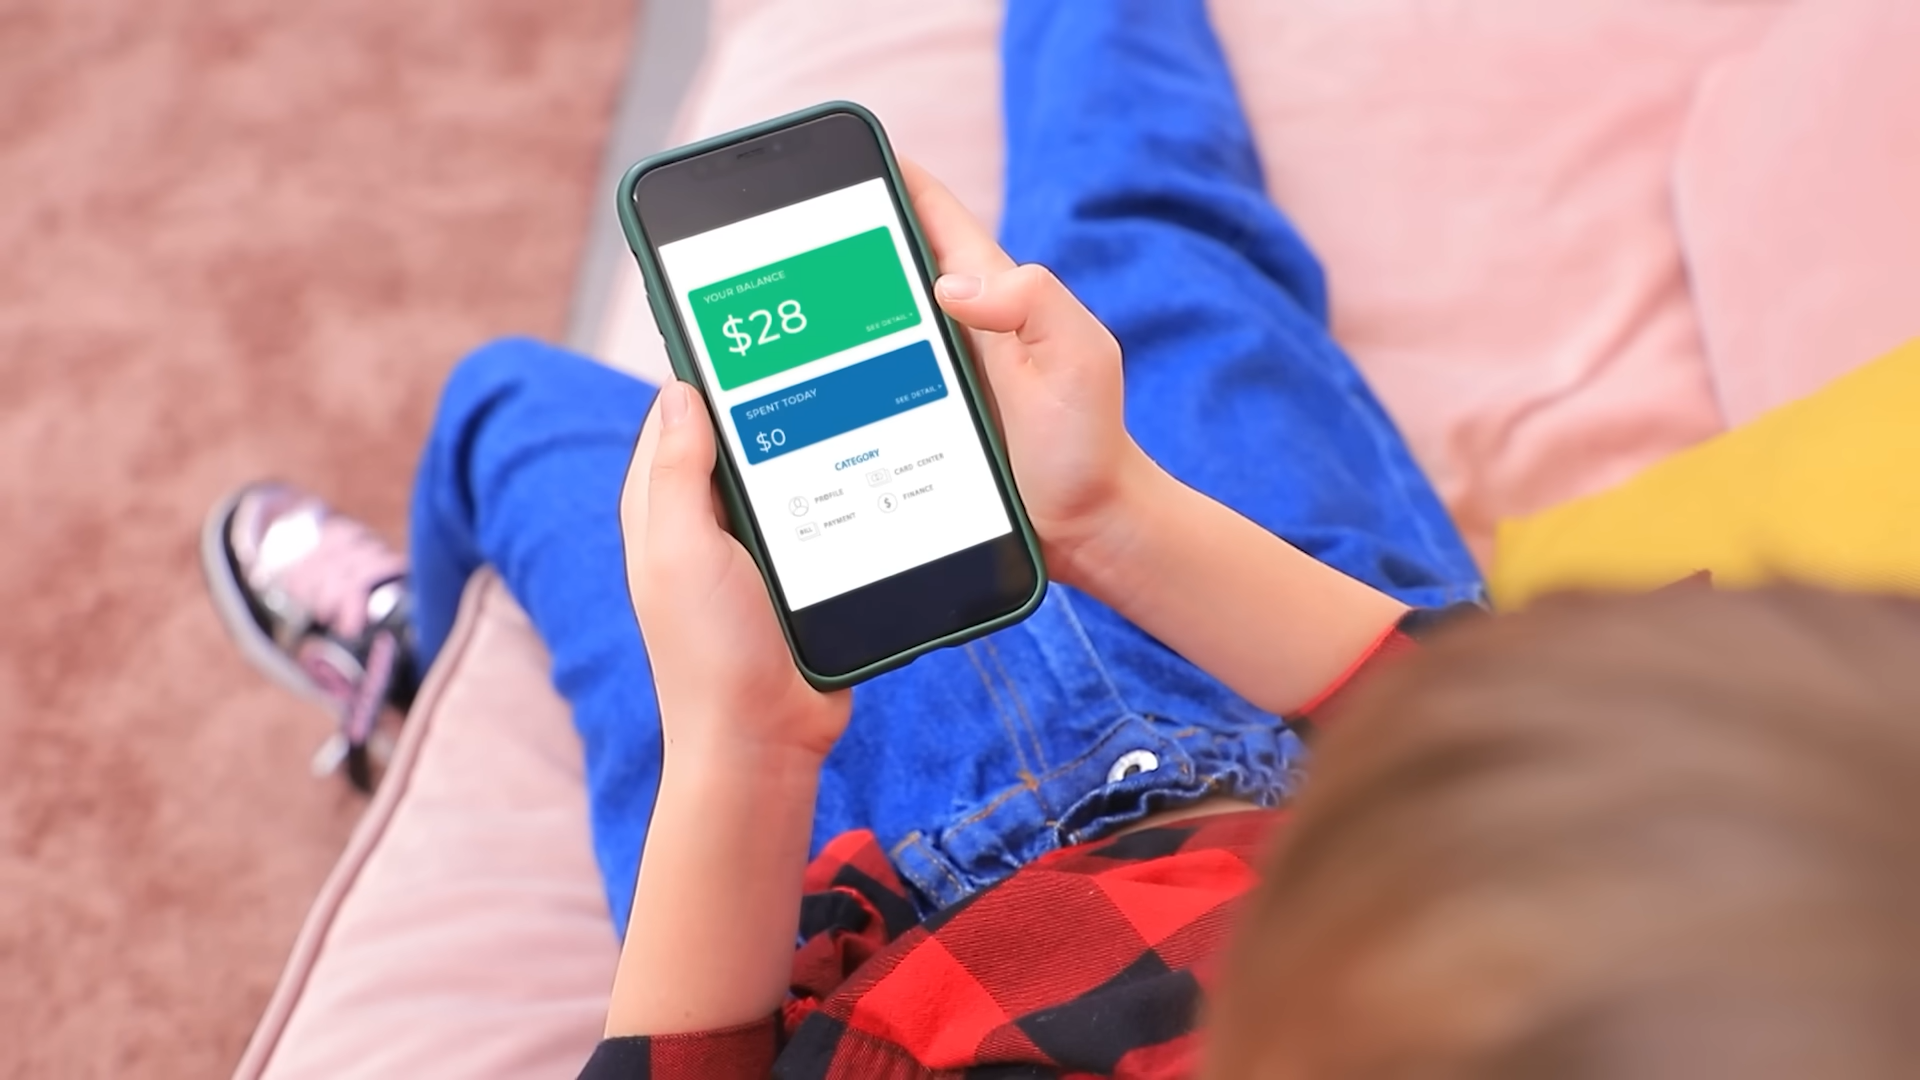 YOUR BALANCE
$28
SEE DETAIL
SPENT TODAY
SEE DETAIL
$0
CATEGORY
PROFILE
CARD CENTER
BILL
PAYMENT
$
FINANCE